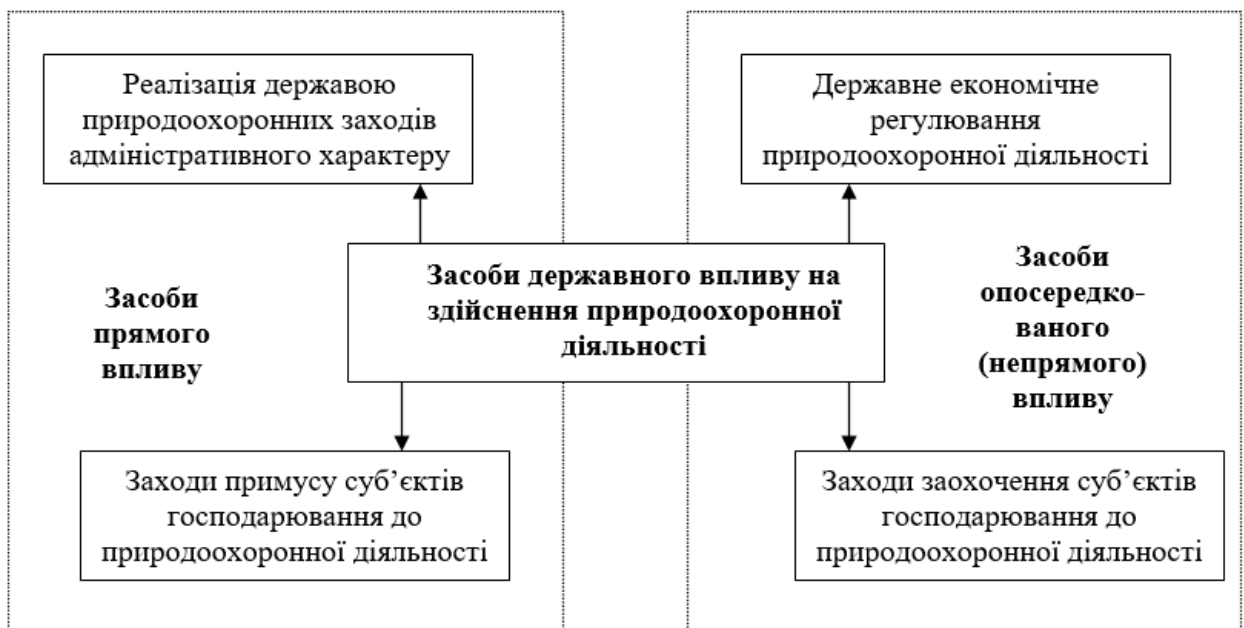 Реалізація державою
природоохоронних заходів
адміністративного характеру
Державне економічне
регулювання
природоохоронної діяльності
Засоби
прямого
впливу
Засоби державного впливу на
здійснення природоохоронної
діяльності
Засоби
опосередко-
ваного
(непрямого)
впливу
Заходи примусу суб’єктів
господарювання до
природоохоронної діяльності
Заходи заохочення суб’єктів
господарювання до
природоохоронної діяльності